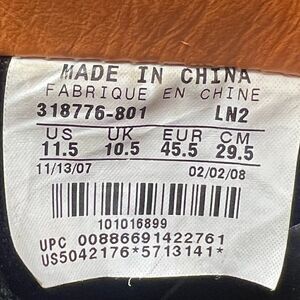 MADE IN CHINA
FABRIQUE EN CHINE
318776-801 LN2
US UK EUR CM
11.5 10.5 45.5 29.5
11/13/07 02/02/08
101016899
UPC 00886691422761
US5042176*5713141*